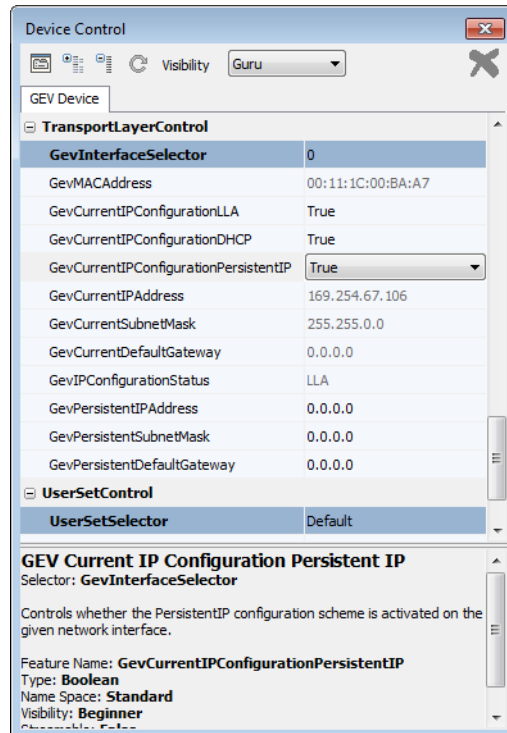 Device Control
Visibility Guru
GEV Device
TransportLayerControl
GevInterfaceSelector 0
GevMACAddress 00:11:1C:00:BA:A7
GevCurrentIPConfigurationLLA True
GevCurrentIPConfigurationDHCP True
GevCurrentIPConfigurationPersistentIP True
GevCurrentIPAddress 169.254.67.106
GevCurrentSubnetMask 255.255.0.0
GevCurrentDefaultGateway 0.0.0.0
GevIPConfigurationStatus LLA
GevPersistentIPAddress 0.0.0.0
GevPersistentSubnetMask 0.0.0.0
GevPersistentDefaultGateway 0.0.0.0
UserSetControl
UserSetSelector Default
GEV Current IP Configuration Persistent IP
Selector: GevInterfaceSelector
Controls whether the PersistentIP configuration scheme is activated on the
given network interface.
Feature Name: GevCurrentIPConfigurationPersistentIP
Type: Boolean
Name Space: Standard
Visibility: Beginner